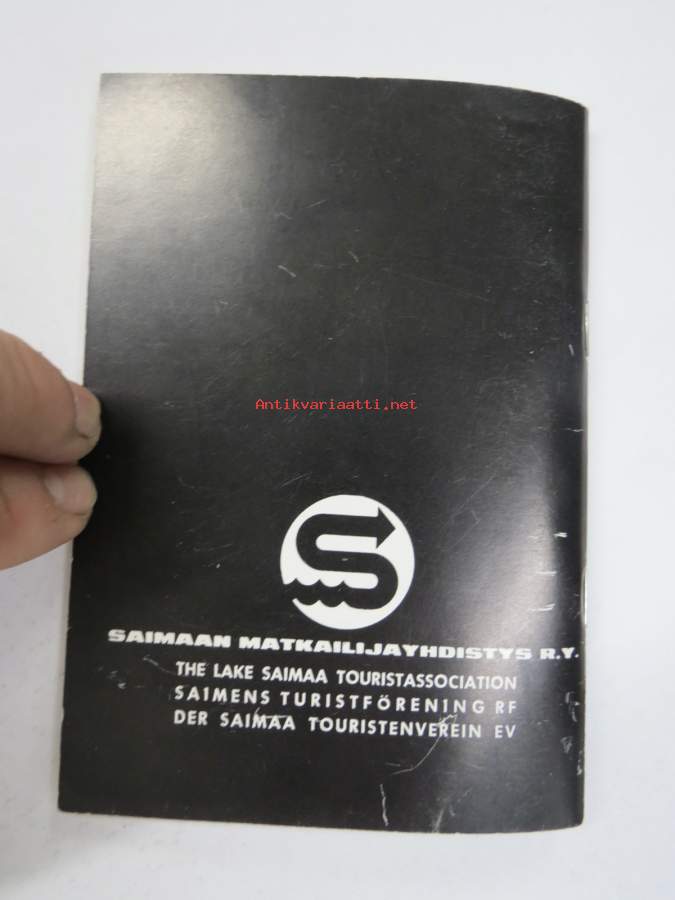 Antikvariaatti.net
S
SAIMAAN MATKAILIJAYHDISTYS R.Y.
THE LAKE SAIMAA TOURISTASSOCIATION
SAIMENS TURISTFÖRENING RF
DER SAIMAA TOURISTENVEREIN EV